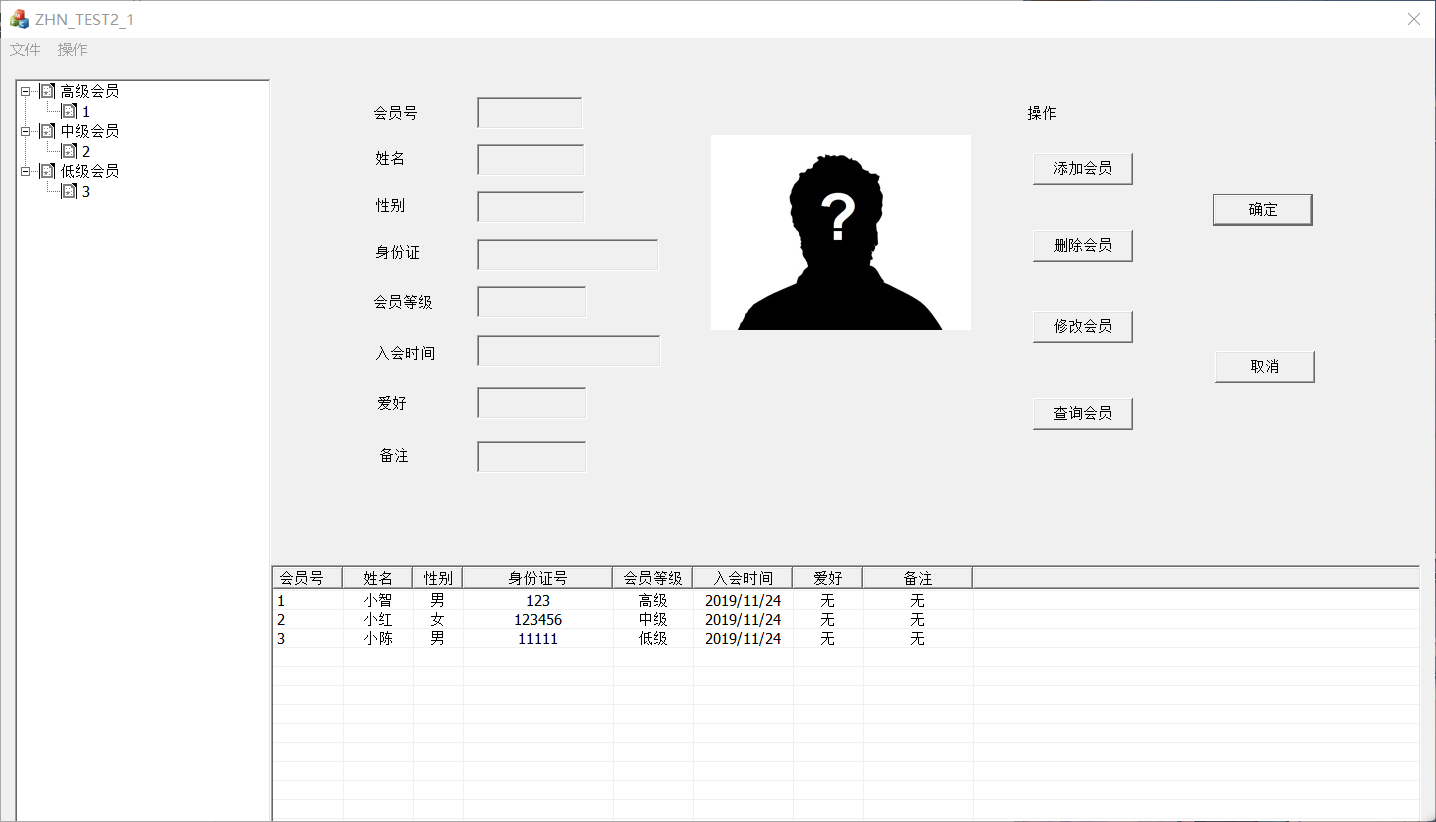 ZHN_TEST2_1
文件 操作
高级会员
1
中级会员
2
低级会员
3
会员号
姓名
性别
身份证
会员等级
入会时间
爱好
备注
?
操作
添加会员
删除会员
修改会员
查询会员
确定
取消
会员号 姓名 性别 身份证号 会员等级 入会时间 爱好 备注
1 小智 男 123 高级 2019/11/24 无 无
2 小红 女 123456 中级 2019/11/24 无 无
3 小陈 男 11111 低级 2019/11/24 无 无